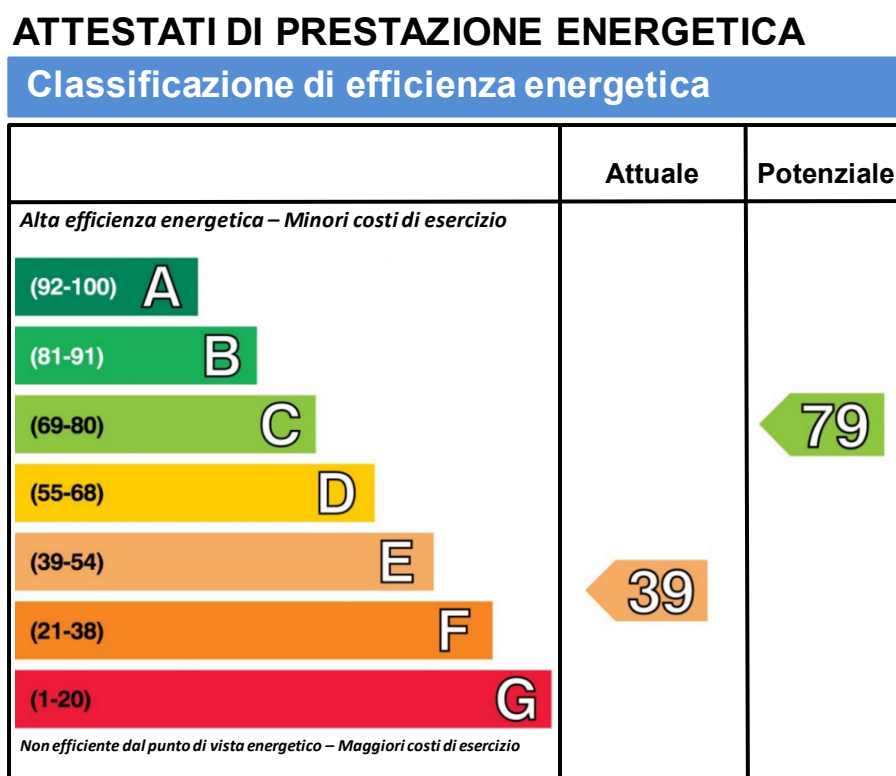 ATTESTATI DI PRESTAZIONE ENERGETICA
Classificazione di efficienza energetica
Attuale Potenziale
Alta efficienza energetica – Minori costi di esercizio
(92-100) A
(81-91) B
(69-80) C
79
(55-68) D
(39-54) E
39
(21-38) F
(1-20) G
Non efficiente dal punto di vista energetico – Maggiori costi di esercizio